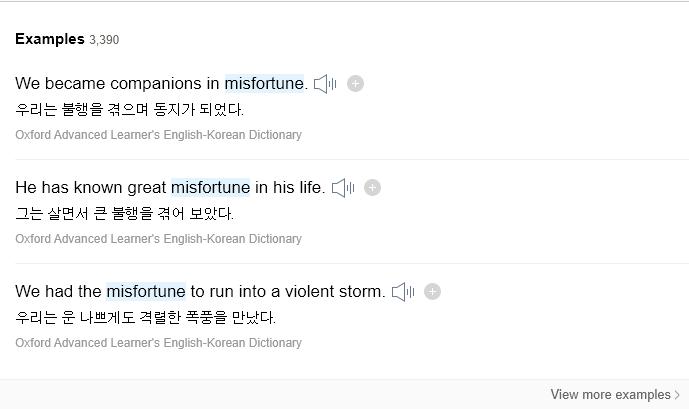 Examples 3,390
We became companions in misfortune.
우리는 불행을 겪으며 동지가 되었다.
Oxford Advanced Learner's English-Korean Dictionary
He has known great misfortune in his life.
그는 살면서 큰 불행을 겪어 보았다.
Oxford Advanced Learner's English-Korean Dictionary
We had the misfortune to run into a violent storm.
우리는 운 나쁘게도 격렬한 폭풍을 만났다.
Oxford Advanced Learner's English-Korean Dictionary
View more examples